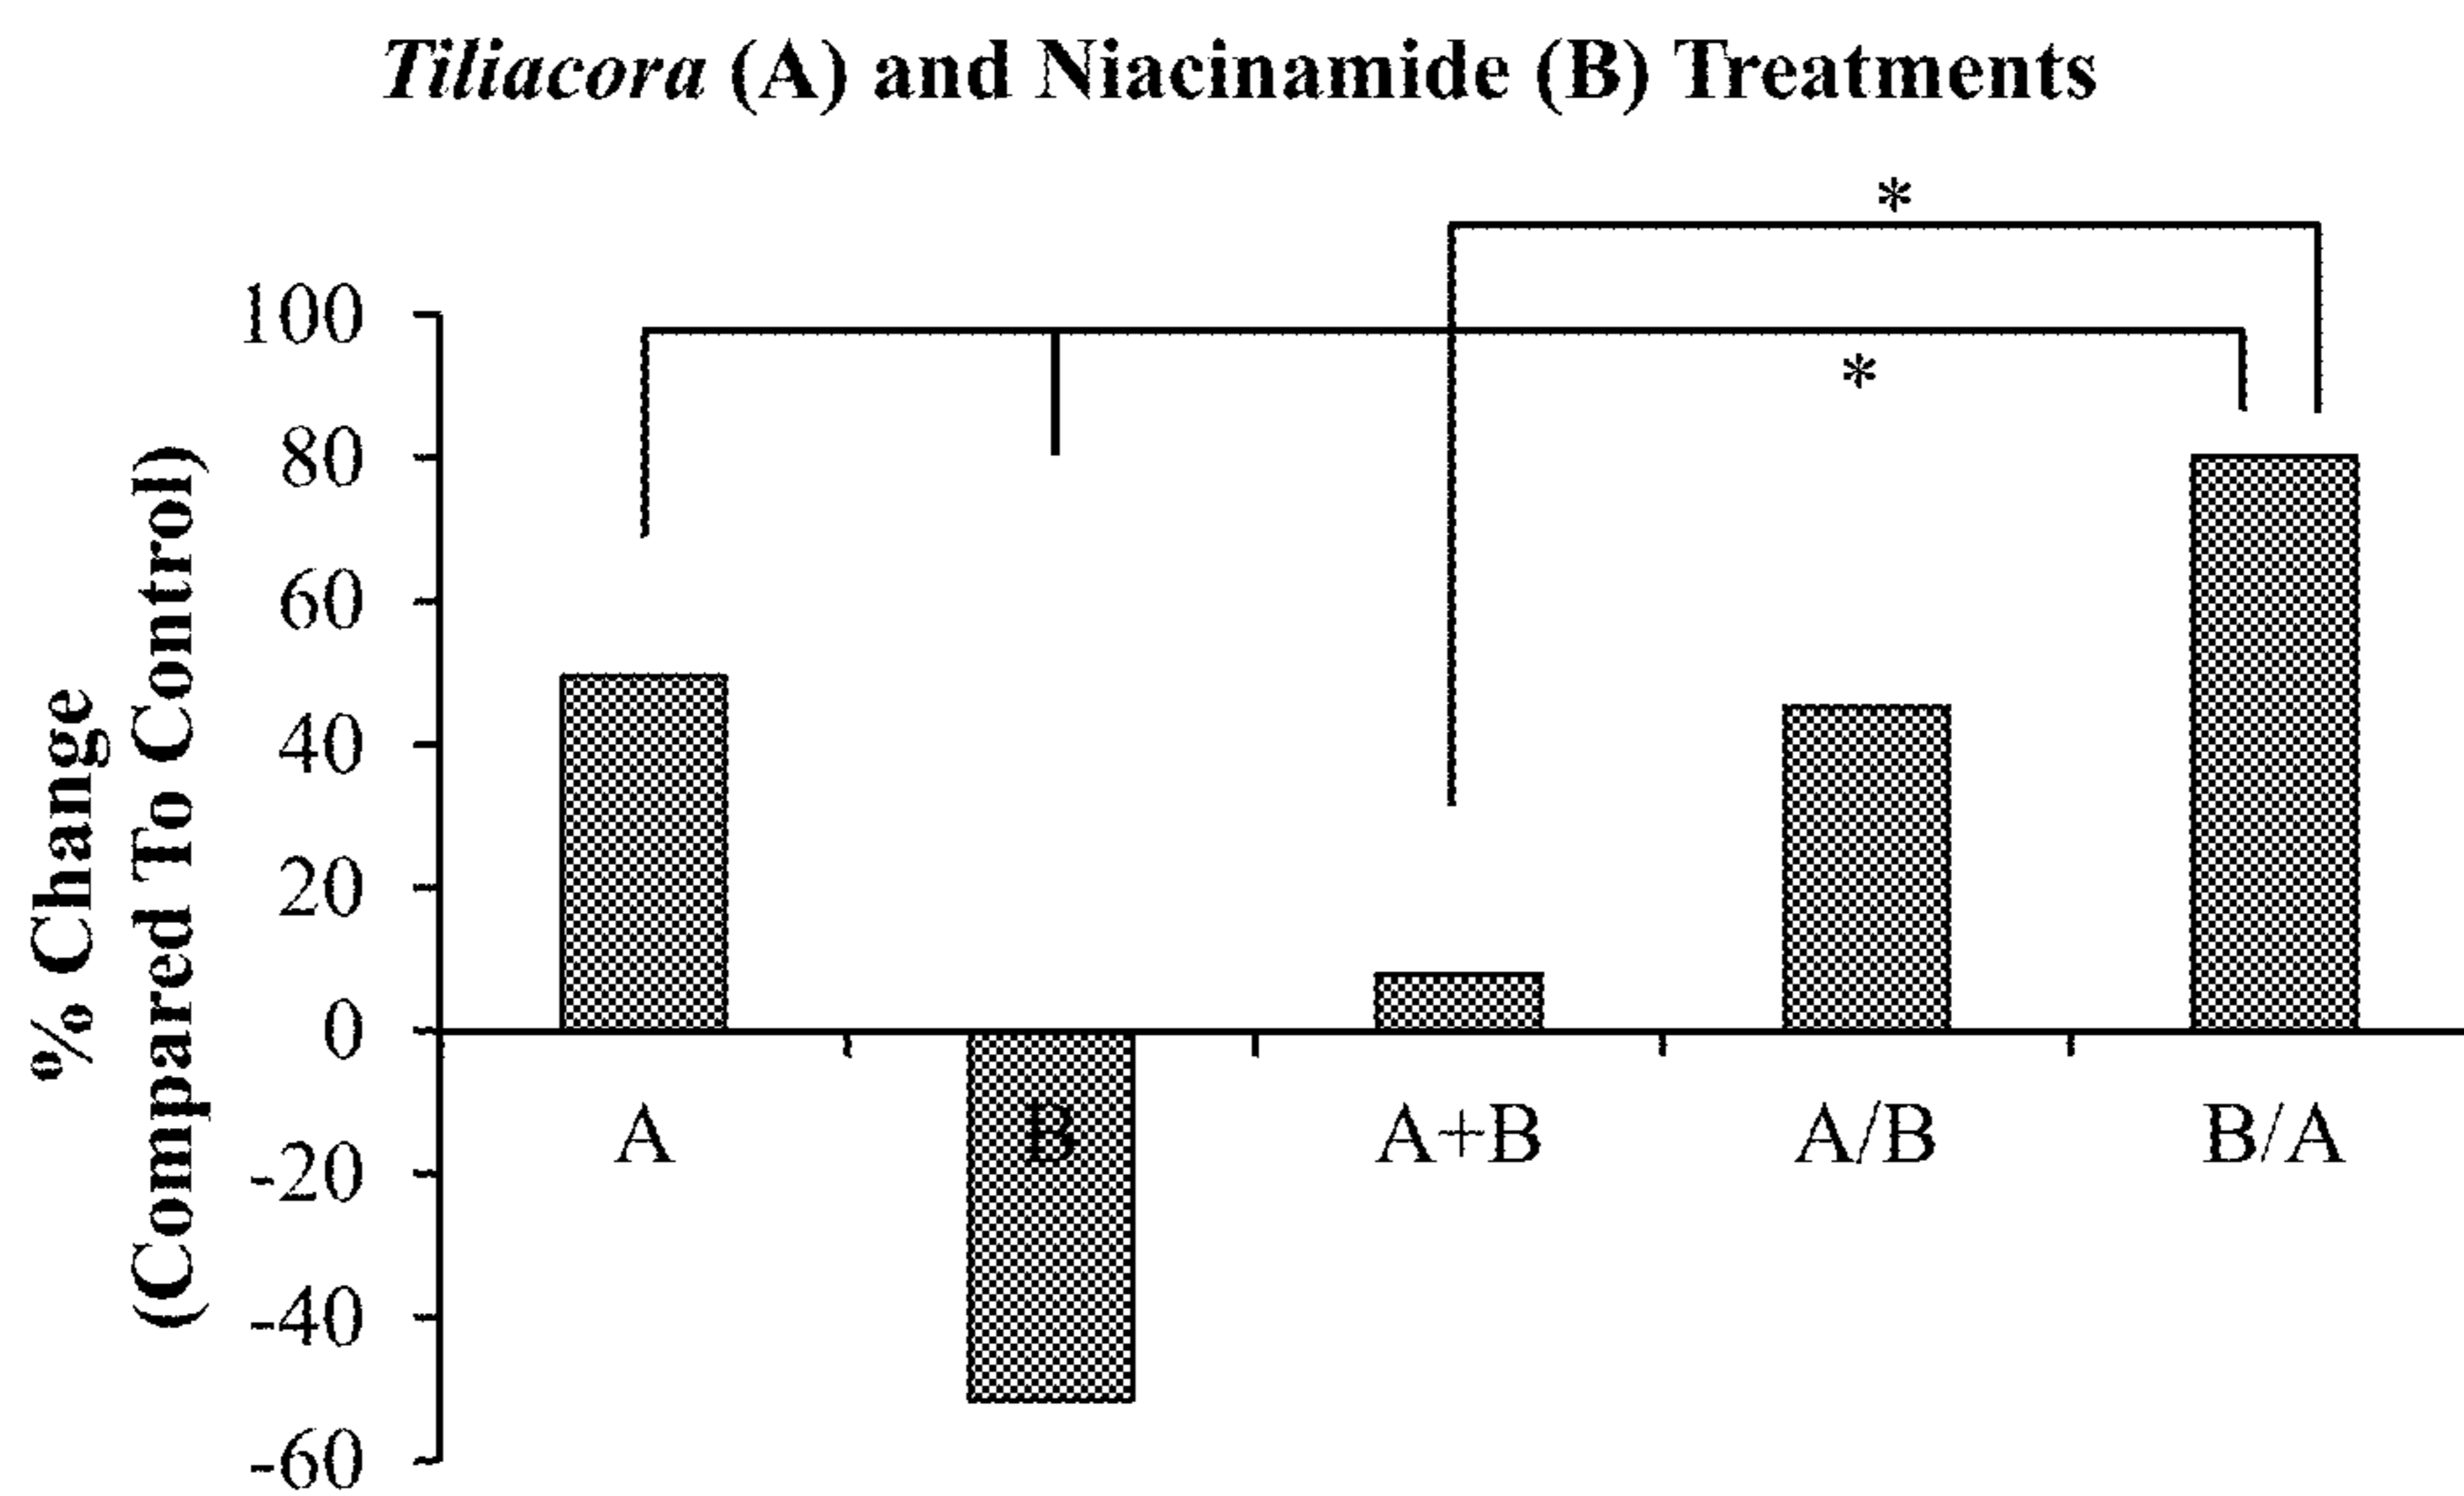 Tiliacora (A) and Niacinamide (B) Treatments
*
100
*
80
60
40
20
0
-20
-40
-60
% Change
(Compared To Control)
A
B
A+B
A/B
B/A